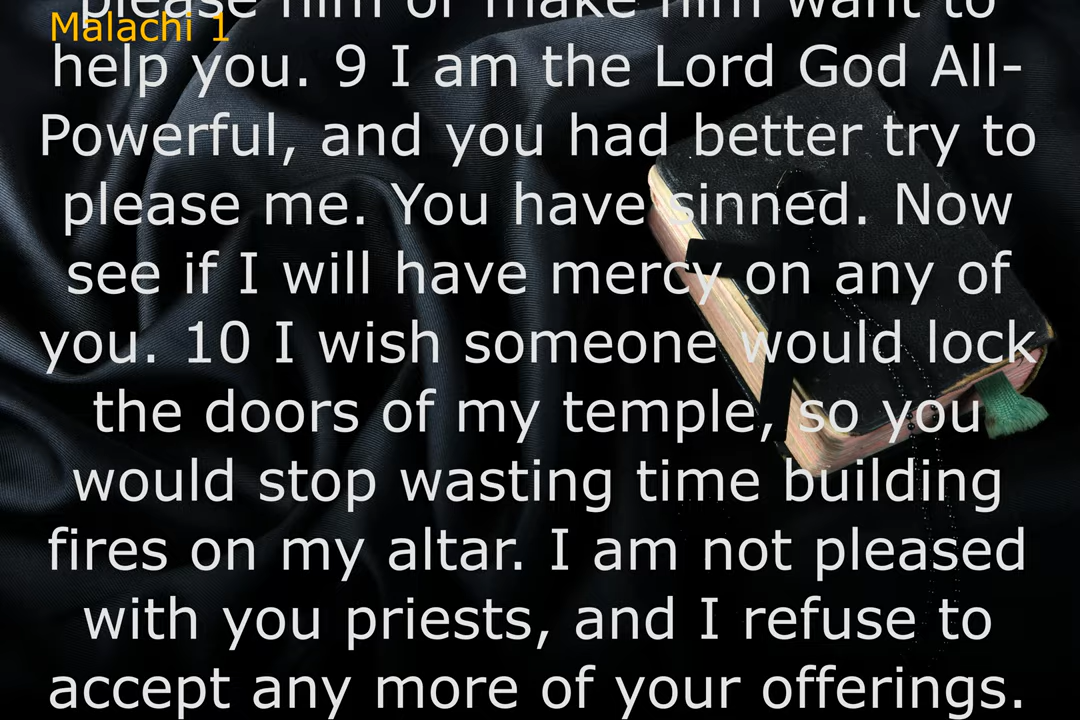 please him or make him want to
Malachi 1
help you. 9 I am the Lord God All-
Powerful, and you had better try to
please me. You have sinned. Now
see if I will have mercy on any of
you. 10 I wish someone would lock
the doors of my temple, so you
would stop wasting time building
fires on my altar. I am not pleased
with you priests, and I refuse to
accept any more of your offerings.